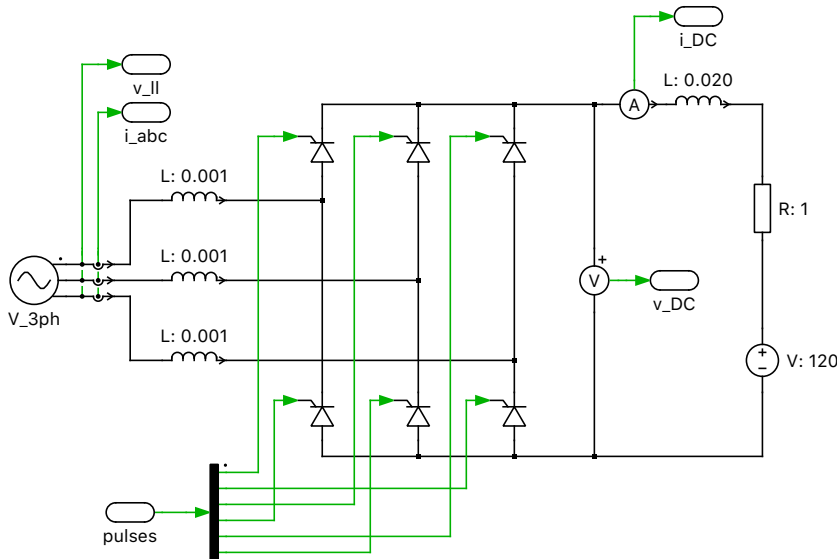 i_DC
v_ll
L: 0.020
A
i_abc
L: 0.001
R: 1
L: 0.001
+
V
v_DC
V_3ph
L: 0.001
+
−
V: 120
pulses